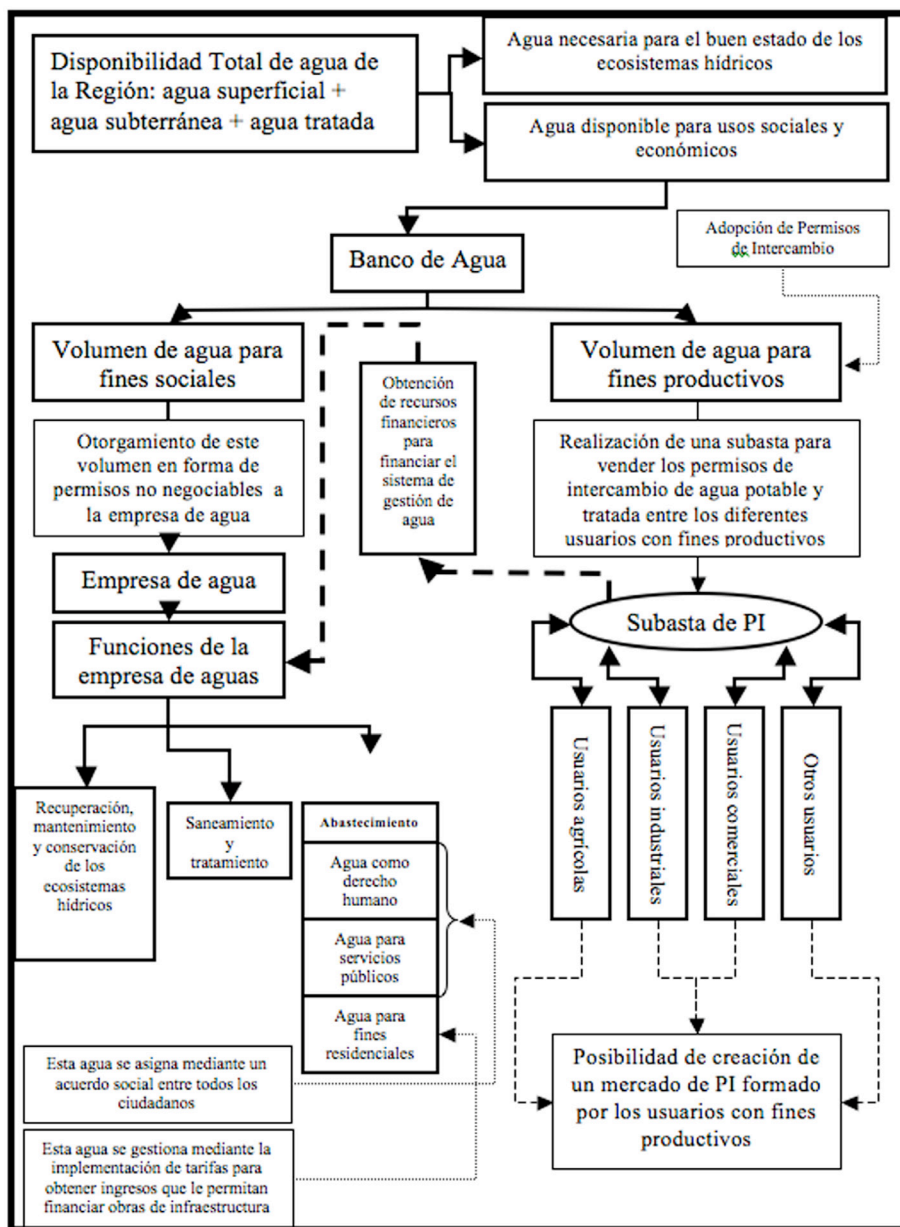 Disponibilidad Total de agua de
la Región: agua superficial +
agua subterránea + agua tratada
Agua necesaria para el buen estado de los
ecosistemas hídricos
Agua disponible para usos sociales y
económicos
Adopción de Permisos
de Intercambio
Banco de Agua
Volumen de agua para
fines sociales
Volumen de agua para
fines productivos
Obtención
de recursos
financieros
para
financiar el
sistema de
gestión de
agua
Otorgamiento de este
volumen en forma de
permisos no negociables a
la empresa de agua
Realización de una subasta para
vender los permisos de
intercambio de agua potable y
tratada entre los diferentes
usuarios con fines productivos
Empresa de agua
Funciones de la
empresa de aguas
Subasta de PI
Usuarios agrícolas
Usuarios industriales
Usuarios comerciales
Otros usuarios
Recuperación,
mantenimiento
y conservación
de los
ecosistemas
hídricos
Saneamiento
y
tratamiento
Abastecimiento
Agua como
derecho
humano
Agua para
servicios
públicos
Agua para
fines
residenciales
Esta agua se asigna mediante un
acuerdo social entre todos los
ciudadanos
Esta agua se gestiona mediante la
implementación de tarifas para
obtener ingresos que le permitan
financiar obras de infraestructura
Posibilidad de creación de
un mercado de PI formado
por los usuarios con fines
productivos